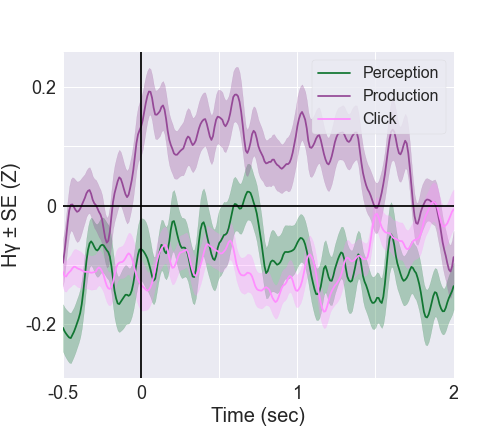 Perception
Production
Click
0.2
0
-0.2
Hγ ± SE (Z)
-0.5
0
1
2
Time (sec)